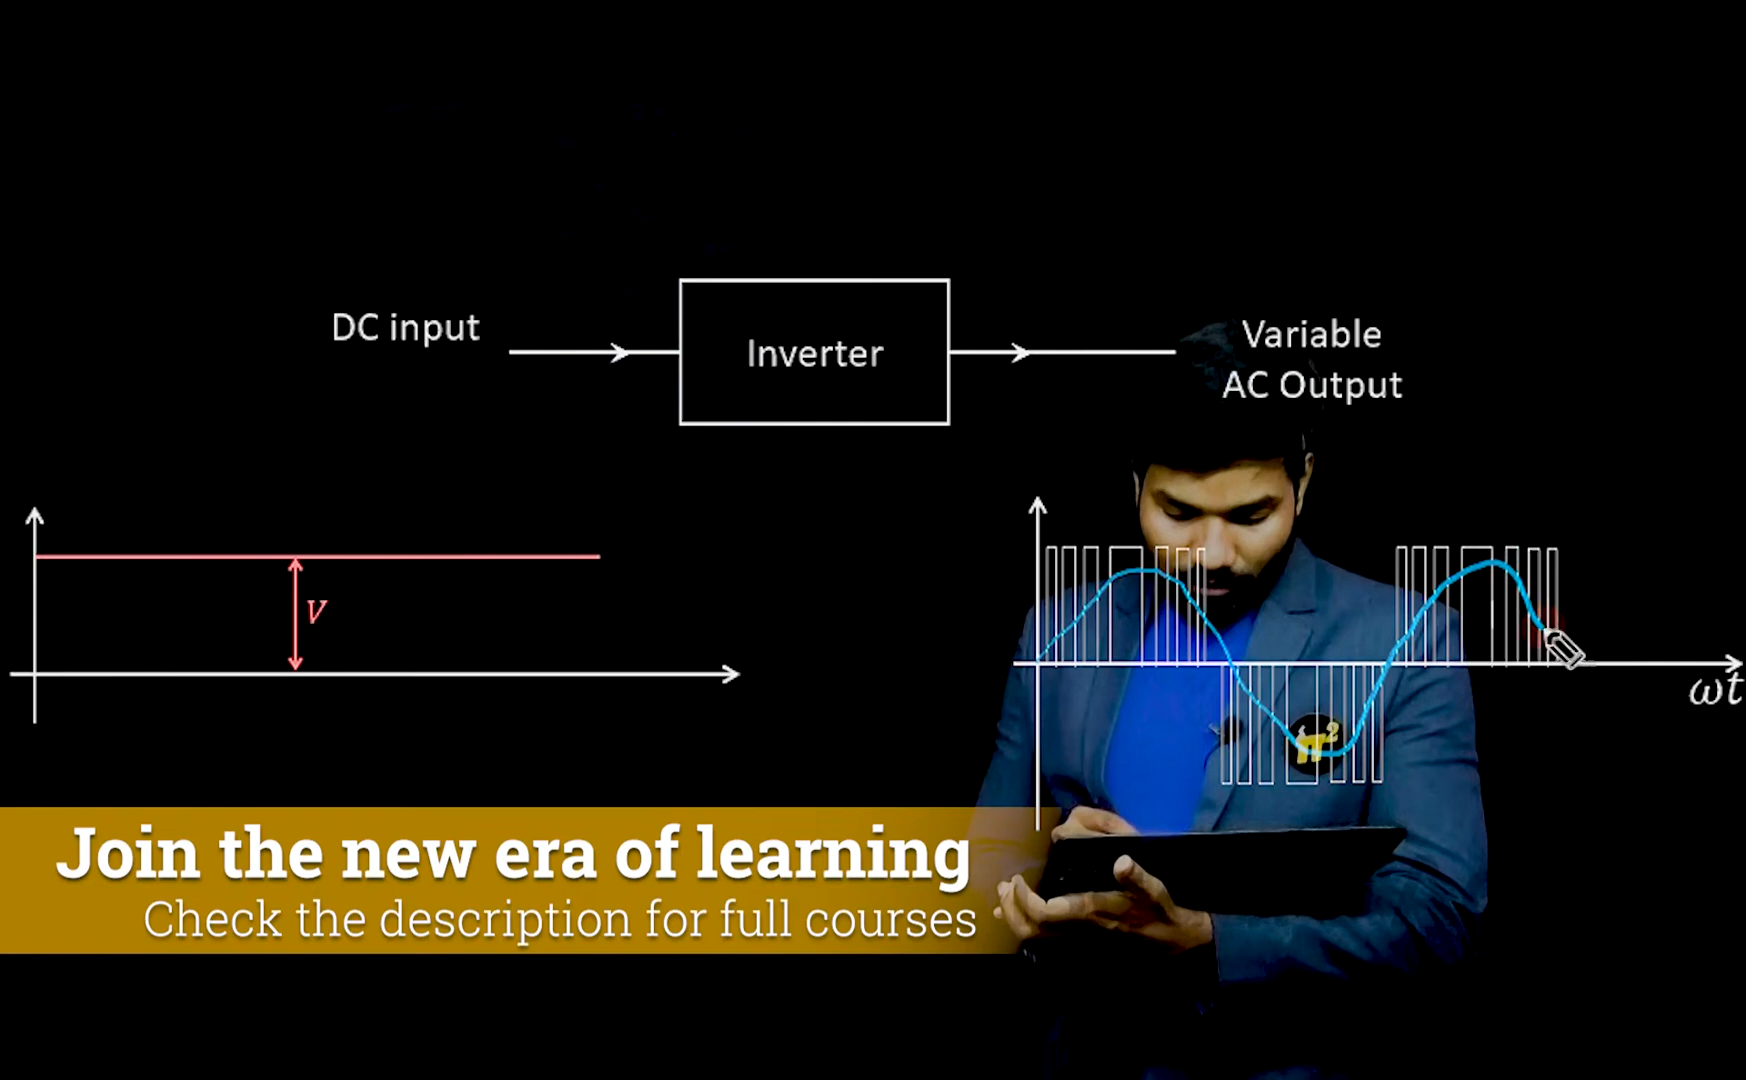 DC input
Inverter
Variable
AC Output
V
ωt
π²
Join the new era of learning
Check the description for full courses